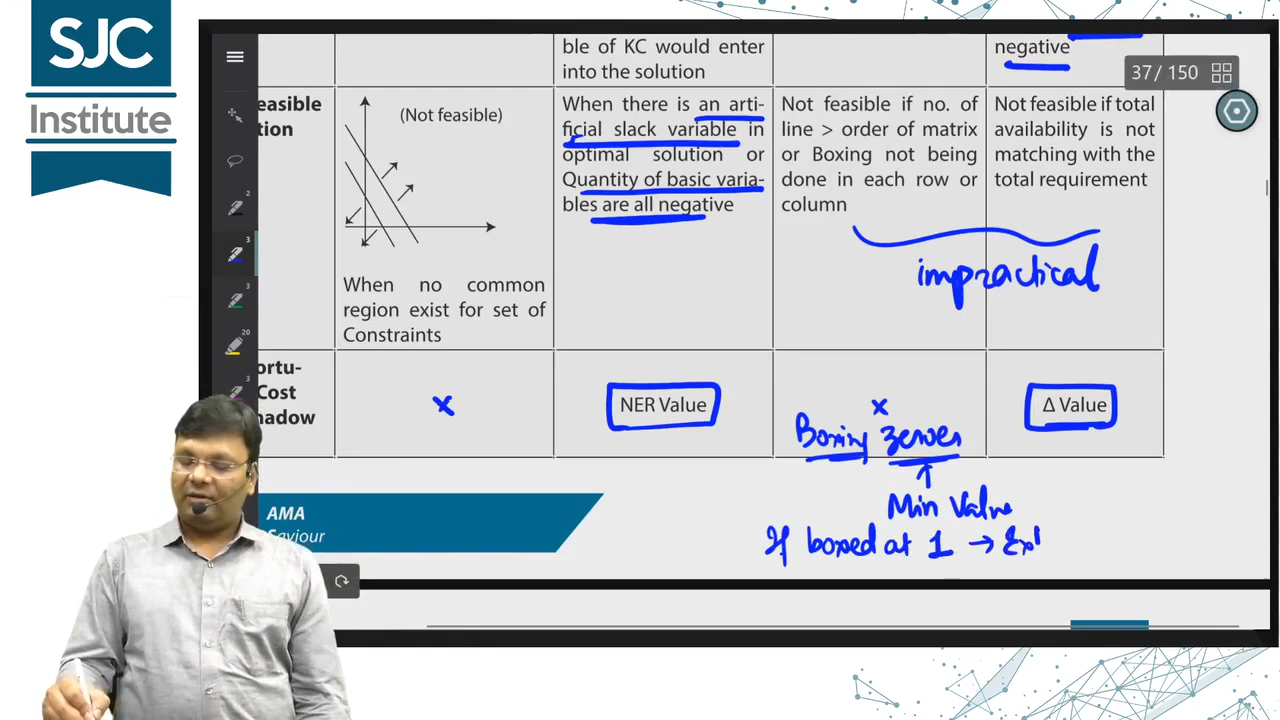 SJC
Institute
37/ 150
ble of KC would enter
into the solution
negative
easible
tion
(Not feasible)
When no common
region exist for set of
Constraints
When there is an arti-
ficial slack variable in
optimal solution or
Quantity of basic varia-
bles are all negative
Not feasible if no. of
line > order of matrix
or Boxing not being
done in each row or
column
Not feasible if total
availability is not
matching with the
total requirement
impractical
ortu-
Cost
hadow
x
NER Value
x
Boxing zeroes
Δ Value
Min Value
If boxed at 1 → Ext
AMA
Saviour
2
3
3
20
3